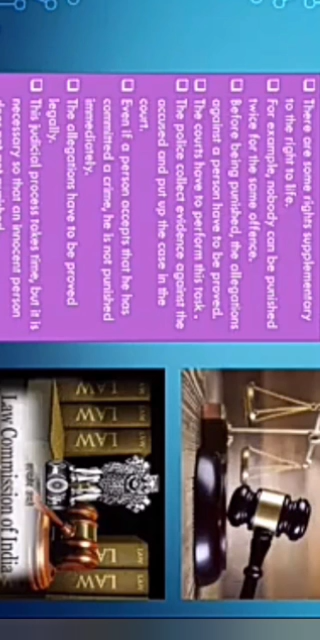 ❑ There are some rights supplementary
to the right to life.
❑ For example, nobody can be punished
twice for the same offence.
❑ Before being punished, the allegations
against a person have to be proved.
❑ The courts have to perform this task .
❑ The police collect evidence against the
accused and put up the case in the
court.
❑ Even if a person accepts that he has
committed a crime, he is not punished
immediately.
❑ The allegations have to be proved
legally.
❑ This judicial process takes time, but it is
necessary so that an innocent person
LAW
LAW
LAW
LAW
LAW
Law Commission of India